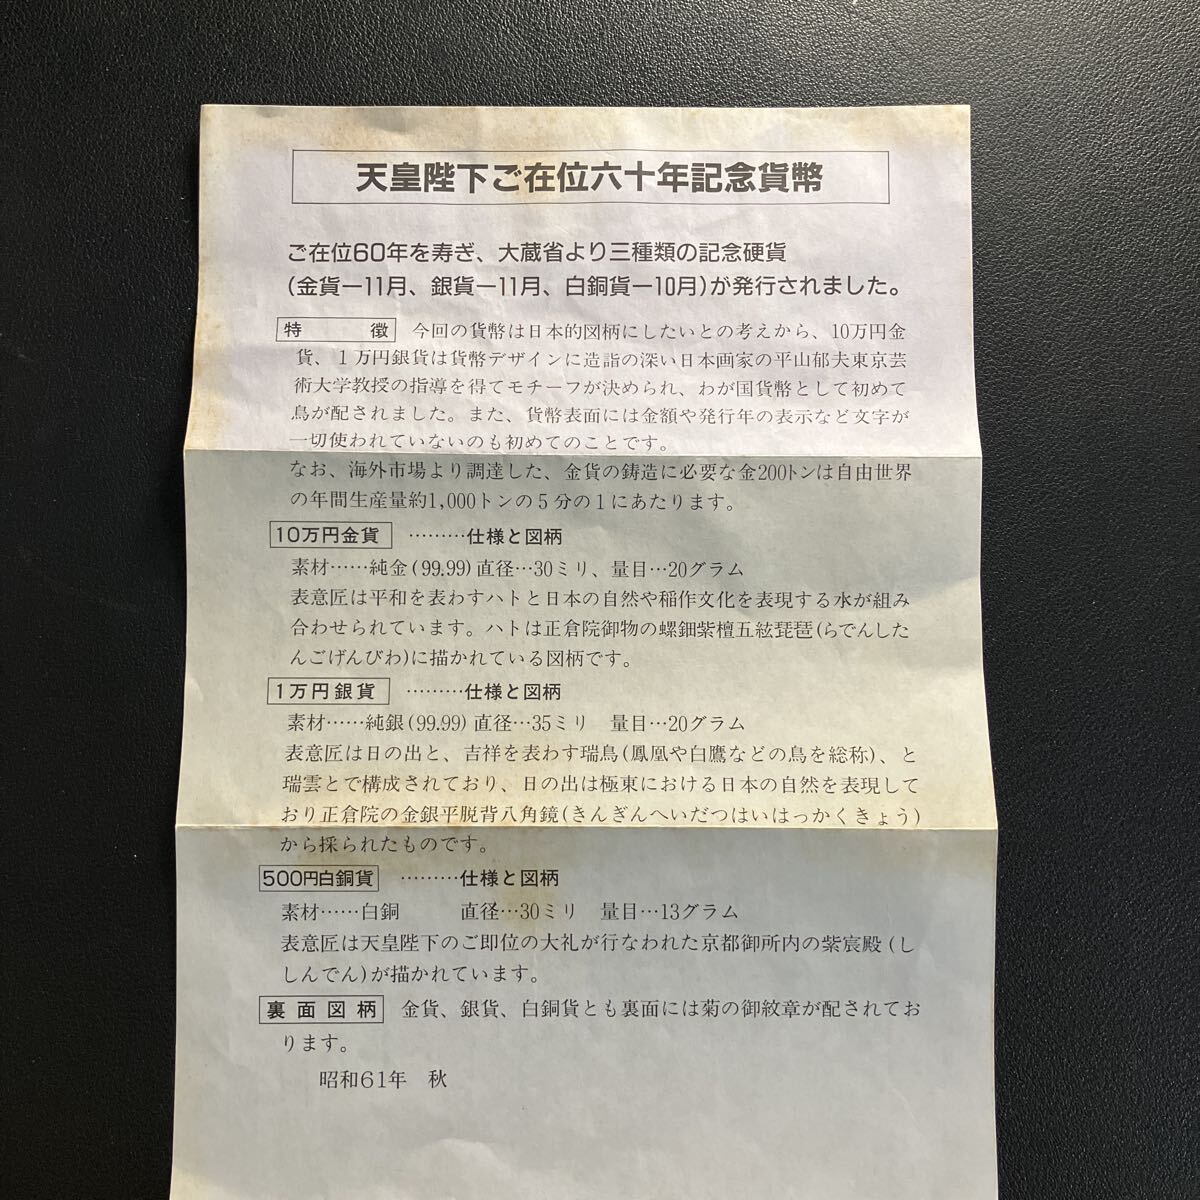 天皇陛下ご在位六十年記念貨幣
ご在位60年を寿ぎ、大蔵省より三種類の記念硬貨
(金貨ー11月、銀貨ー11月、白銅貨ー10月)が発行されました。
特　徴　今回の貨幣は日本的図柄にしたいとの考えから、10万円金
貨、1万円銀貨は貨幣デザインに造詣の深い日本画家の平山郁夫東京芸
術大学教授の指導を得てモチーフが決められ、わが国貨幣として初めて
鳥が配されました。また、貨幣表面には金額や発行年の表示など文字が
一切使われていないのも初めてのことです。
なお、海外市場より調達した、金貨の鋳造に必要な金200トンは自由世界
の年間生産量約1,000トンの5分の1にあたります。
10万円金貨　………仕様と図柄
素材……純金(99.99)直径…30ミリ、量目…20グラム
表意匠は平和を表わすハトと日本の自然や稲作文化を表現する水が組み
合わせられています。ハトは正倉院御物の螺鈿紫檀五絃琵琶(らでんした
んごげんびわ)に描かれている図柄です。
1万円銀貨　………仕様と図柄
素材……純銀(99.99)直径…35ミリ　量目…20グラム
表意匠は日の出と、吉祥を表わす瑞鳥(鳳凰や白鷹などの鳥を総称)、と
瑞雲とで構成されており、日の出は極東における日本の自然を表現して
おり正倉院の金銀平脱背八角鏡(きんぎんへいだつはいはっかくきょう)
から採られたものです。
500円白銅貨　………仕様と図柄
素材……白銅　直径…30ミリ　量目…13グラム
表意匠は天皇陛下のご即位の大礼が行なわれた京都御所内の紫宸殿(し
しんでん)が描かれています。
裏面図柄　金貨、銀貨、白銅貨とも裏面には菊の御紋章が配されてお
ります。
昭和61年　秋